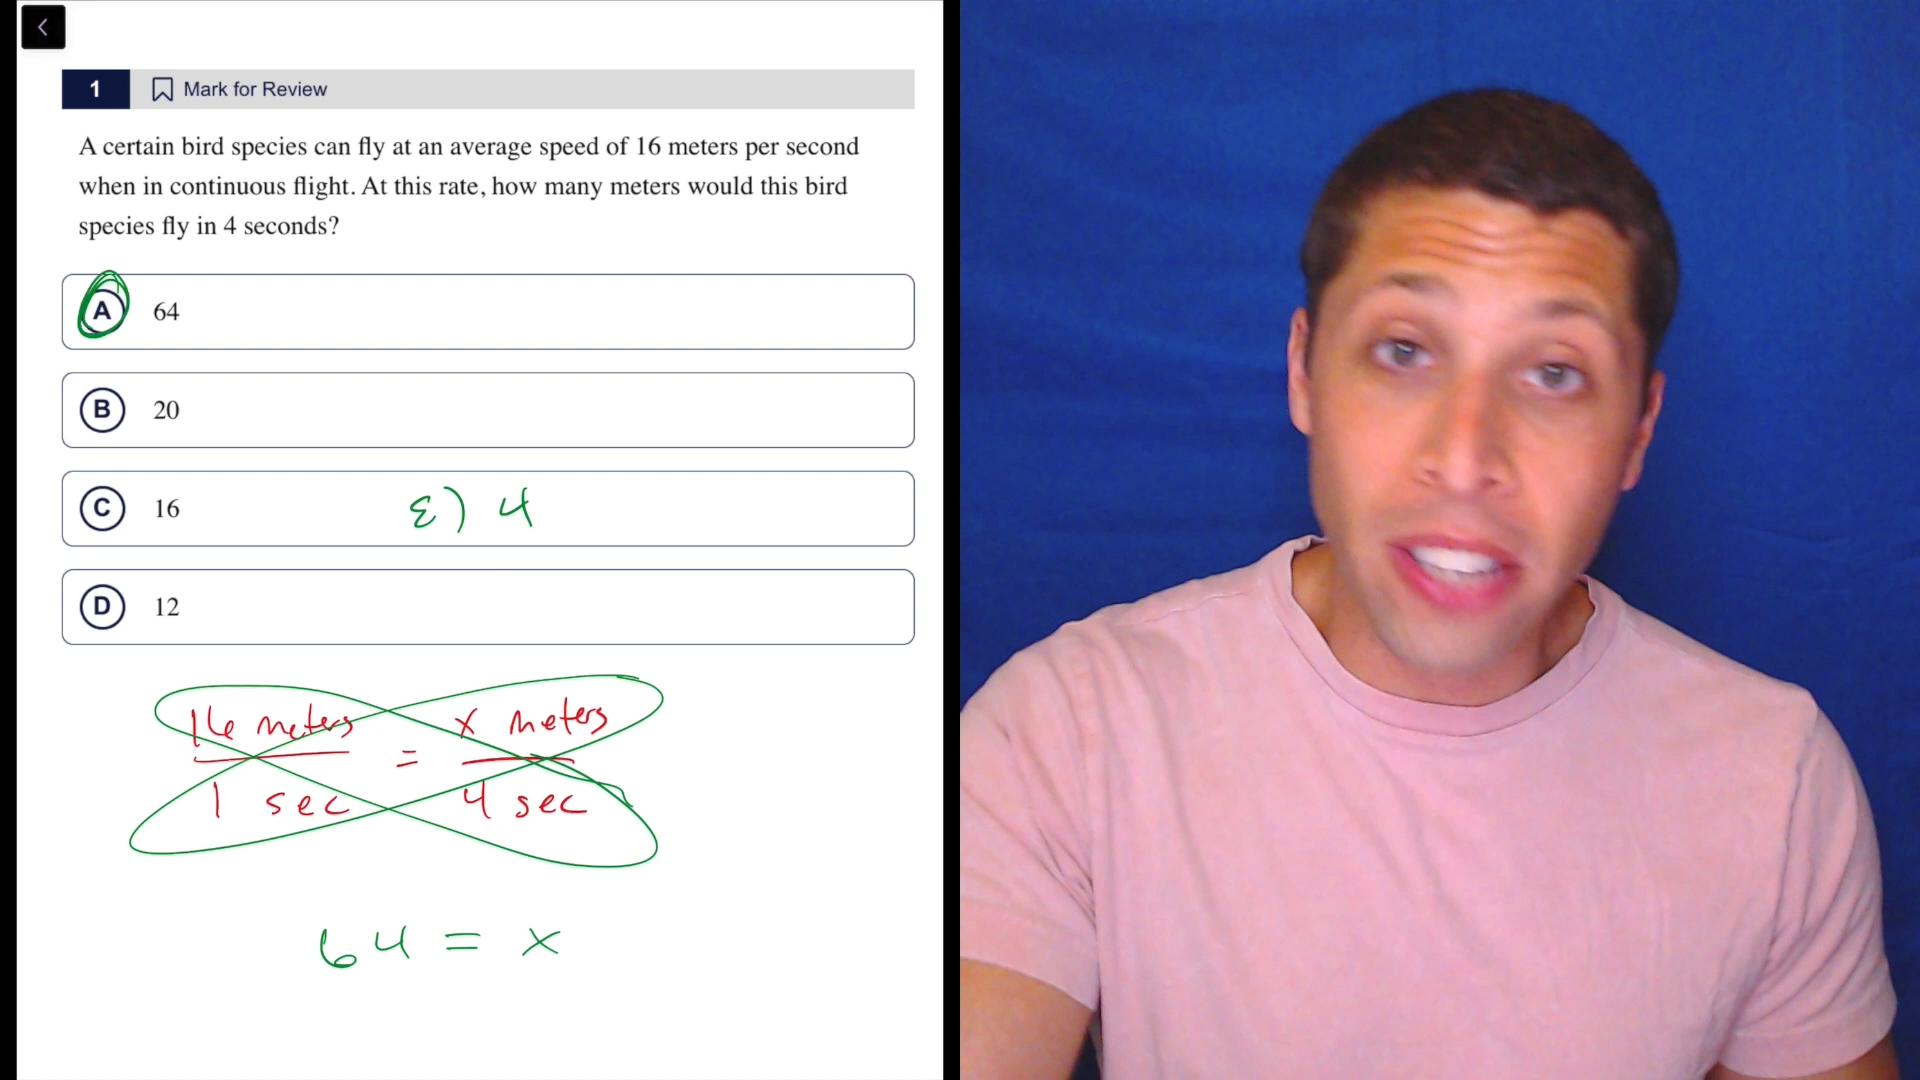 1 Mark for Review
A certain bird species can fly at an average speed of 16 meters per second
when in continuous flight. At this rate, how many meters would this bird
species fly in 4 seconds?
A 64
B 20
C 16
ε) 4
D 12
16 meters = x meters
1 sec 4 sec
64 = x